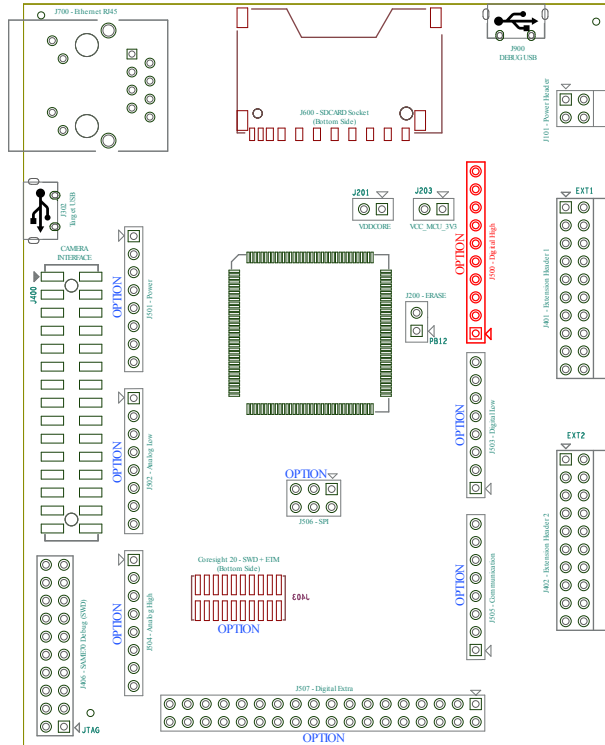 J700 - Ethernet RJ45
J600 - SDCARD Socket
(Bottom Side)
J900
DEBUG USB
J101 - Power Header
J302
Target USB
J201
VDDCORE
J203
VCC_MCU_3V3
OPTION
J500 - Digital High
EXT1
J401 - Extension Header 1
CAMERA
INTERFACE
J400
OPTION
J501 - Power
J200 - ERASE
PB12
OPTION
J502 - Analog Low
OPTION
J503 - Digital Low
EXT2
J402 - Extension Header 2
OPTION
J506 - SPI
Coresight 20 - SWD + ETM
(Bottom Side)
J403
OPTION
OPTION
J504 - Analog High
OPTION
J505 - Communication
J406 - SAME70 Debug (SWD)
JTAG
J507 - Digital Extra
OPTION